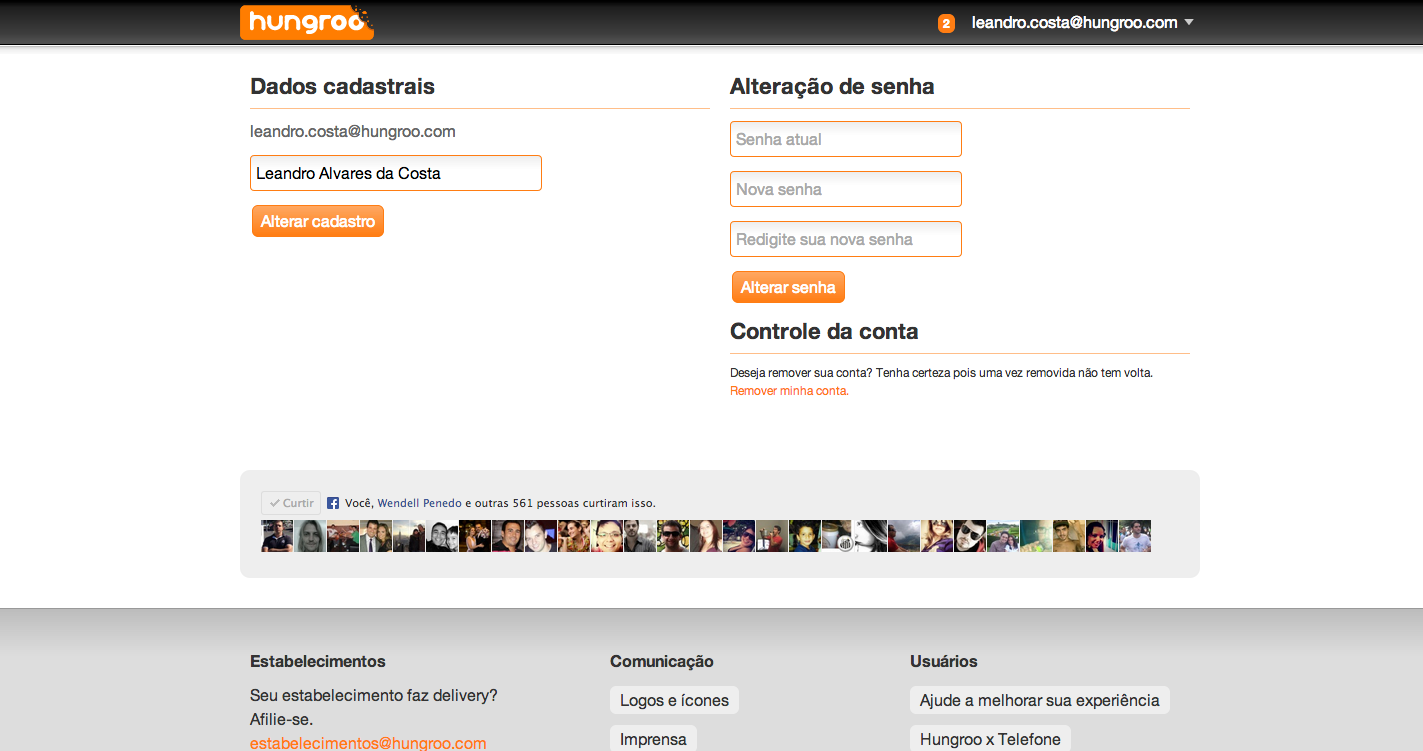 hungroo
2 leandro.costa@hungroo.com
Dados cadastrais
leandro.costa@hungroo.com
Leandro Alvares da Costa
Alterar cadastro
Alteração de senha
Senha atual
Nova senha
Redigite sua nova senha
Alterar senha
Controle da conta
Deseja remover sua conta? Tenha certeza pois uma vez removida não tem volta.
Remover minha conta.
Curtir Você, Wendell Penedo e outras 561 pessoas curtiram isso.
Estabelecimentos
Seu estabelecimento faz delivery?
Afilie-se.
estabelecimentos@hungroo.com
Comunicação
Logos e ícones
Imprensa
Usuários
Ajude a melhorar sua experiência
Hungroo x Telefone